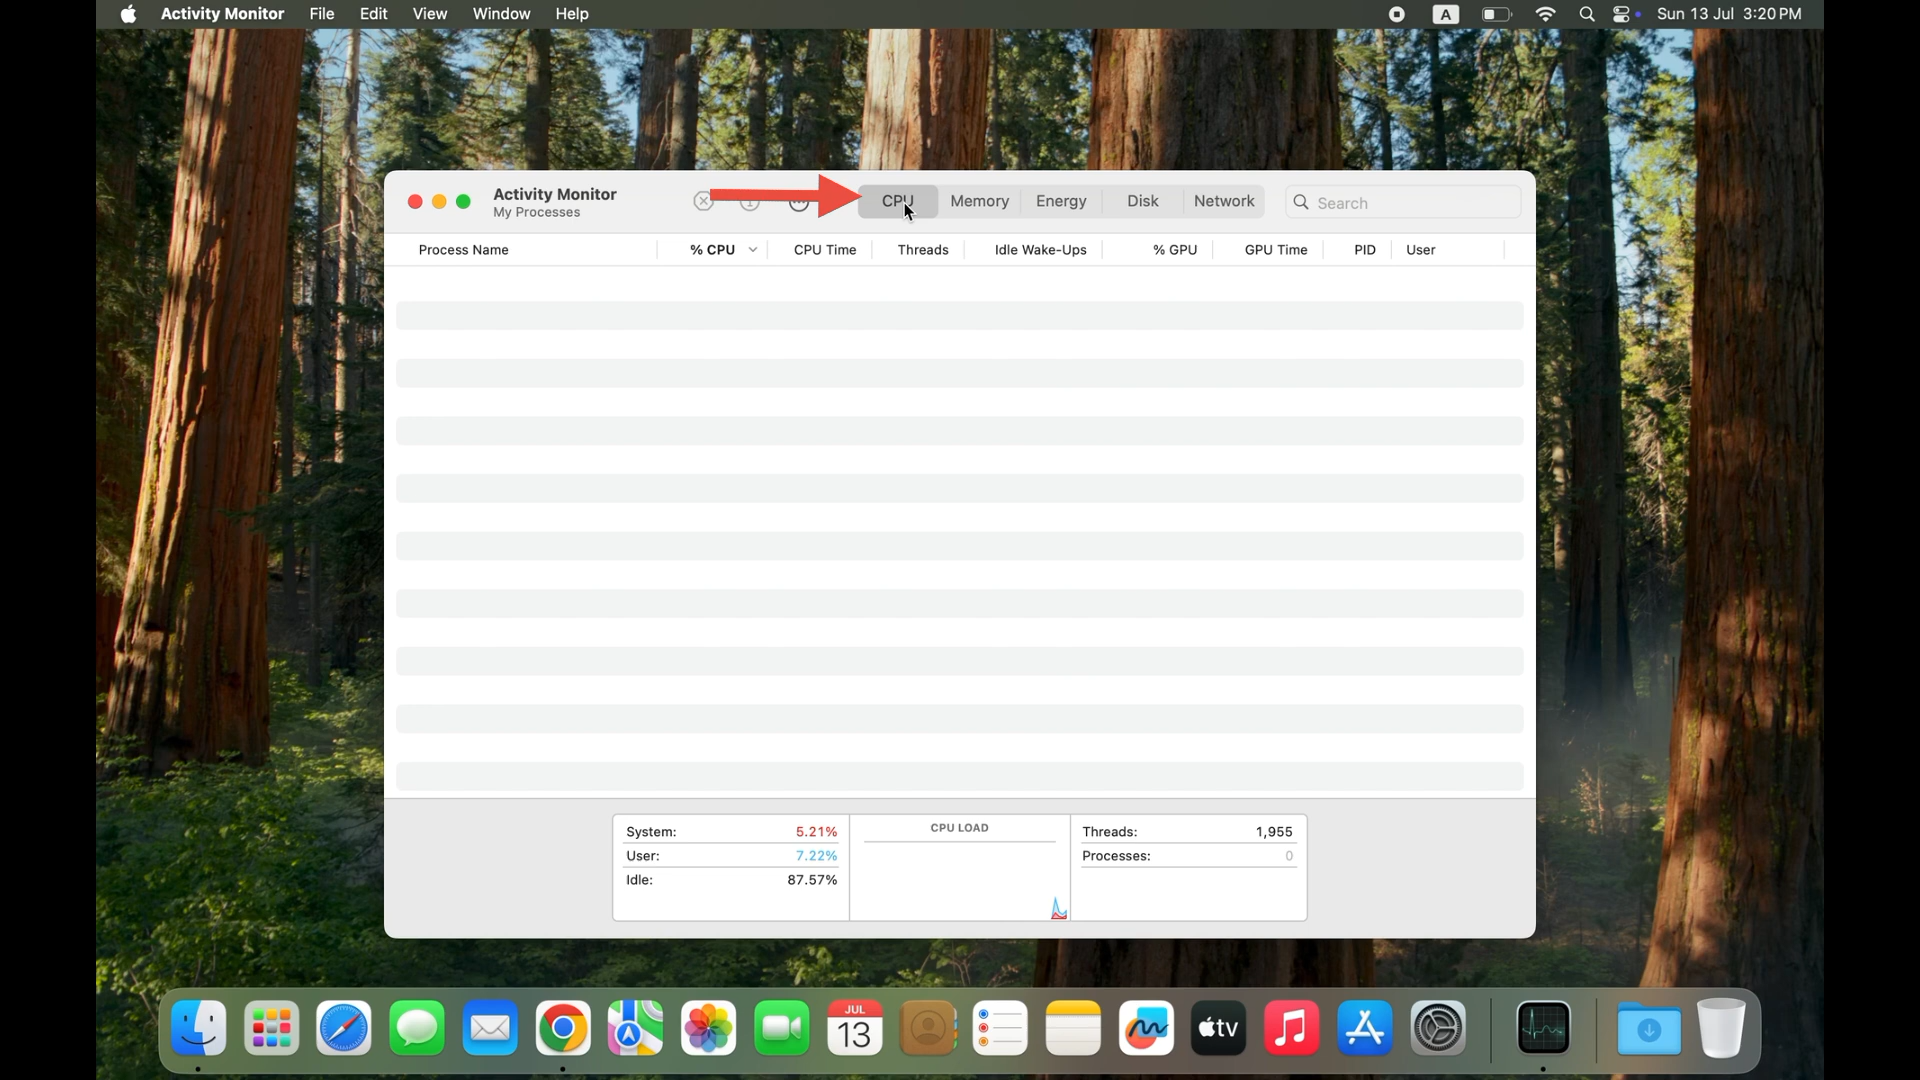 Activity Monitor File Edit View Window Help A Sun 13 Jul 3:20 PM
Activity Monitor
My Processes
CPU Memory Energy Disk Network Search
Process Name % CPU CPU Time Threads Idle Wake-Ups % GPU GPU Time PID User
System: 5.21%
User: 7.22%
Idle: 87.57%
CPU LOAD
Threads: 1,955
Processes: 0
JUL
13
tv